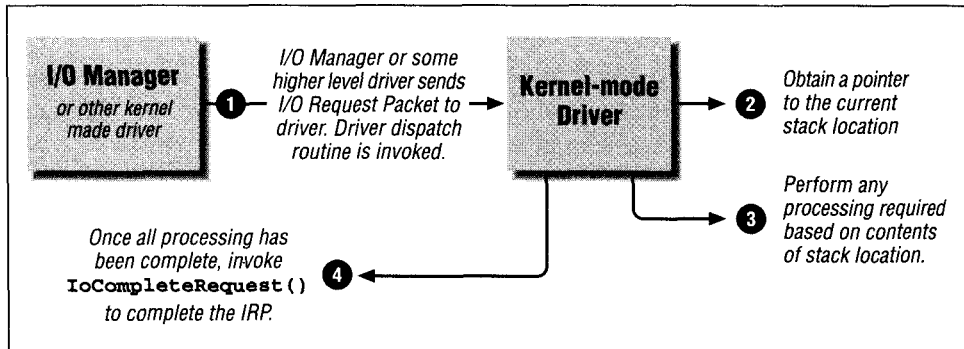 I/O Manager
or other kernel
made driver
1
I/O Manager or some
higher level driver sends
I/O Request Packet to
driver. Driver dispatch
routine is invoked.
Kernel-mode
Driver
2
Obtain a pointer
to the current
stack location
3
Perform any
processing required
based on contents
of stack location.
Once all processing has
been complete, invoke
IoCompleteRequest()
to complete the IRP.
4